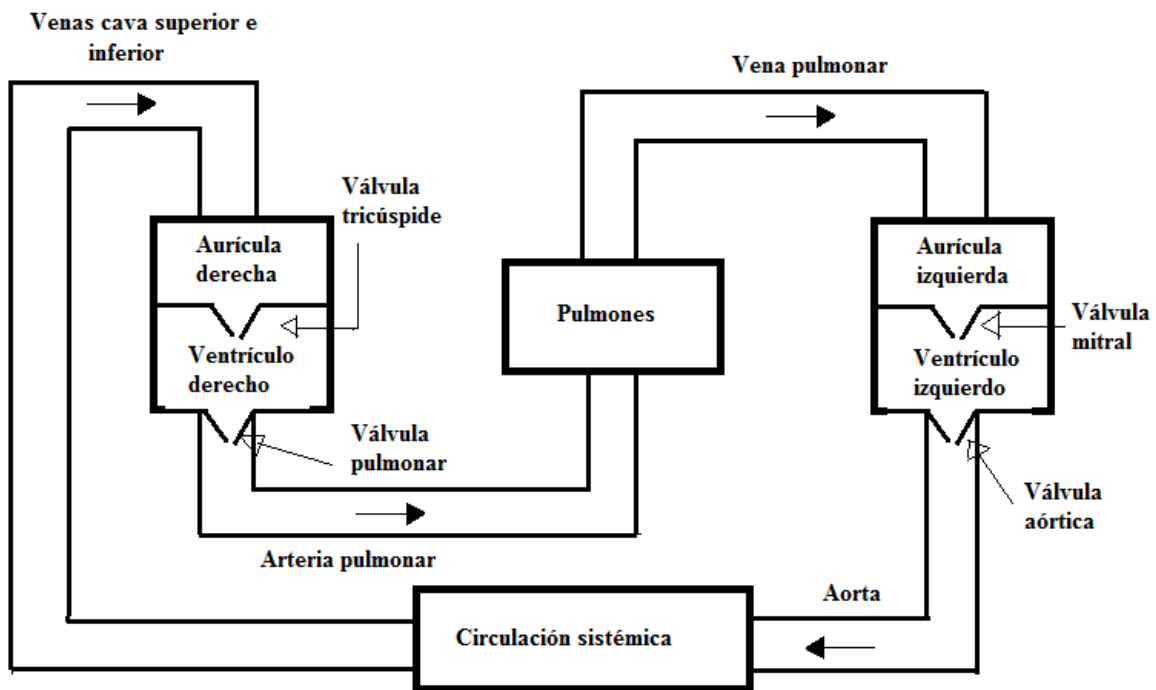 Venas cava superior e
inferior
Vena pulmonar
Válvula
tricúspide
Aurícula
derecha
Aurícula
izquierda
Pulmones
Válvula
mitral
Ventrículo
derecho
Ventrículo
izquierdo
Válvula
pulmonar
Válvula
aórtica
Arteria pulmonar
Aorta
Circulación sistémica